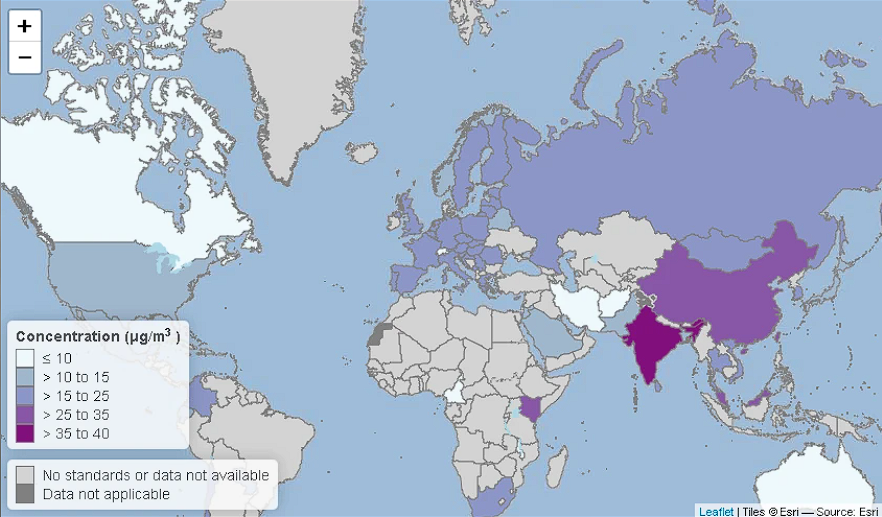 +
−
Concentration (µg/m³ )
≤ 10
> 10 to 15
> 15 to 25
> 25 to 35
> 35 to 40
No standards or data not available
Data not applicable
Leaflet | Tiles © Esri — Source: Esri